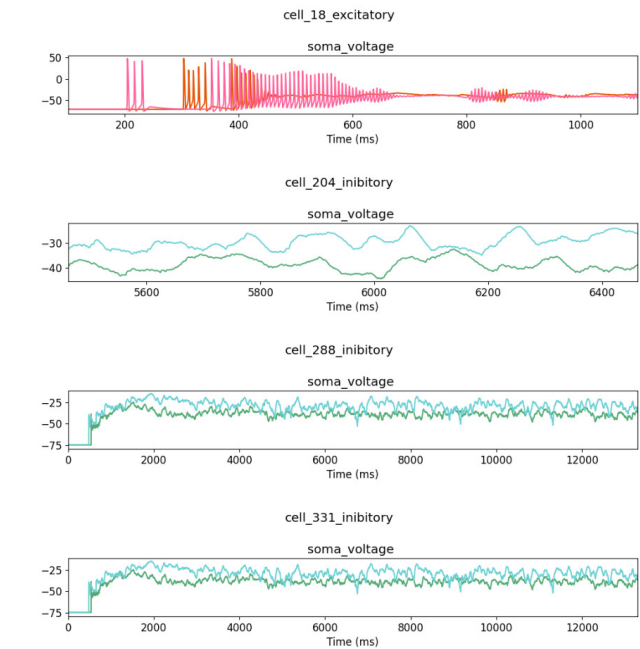 cell_18_excitatory
soma_voltage
50
0
−50
200 400 600 800 1000
Time (ms)
cell_204_inibitory
soma_voltage
−30
−40
5600 5800 6000 6200 6400
Time (ms)
cell_288_inibitory
soma_voltage
−25
−50
−75
0 2000 4000 6000 8000 10000 12000
Time (ms)
cell_331_inibitory
soma_voltage
−25
−50
−75
0 2000 4000 6000 8000 10000 12000
Time (ms)